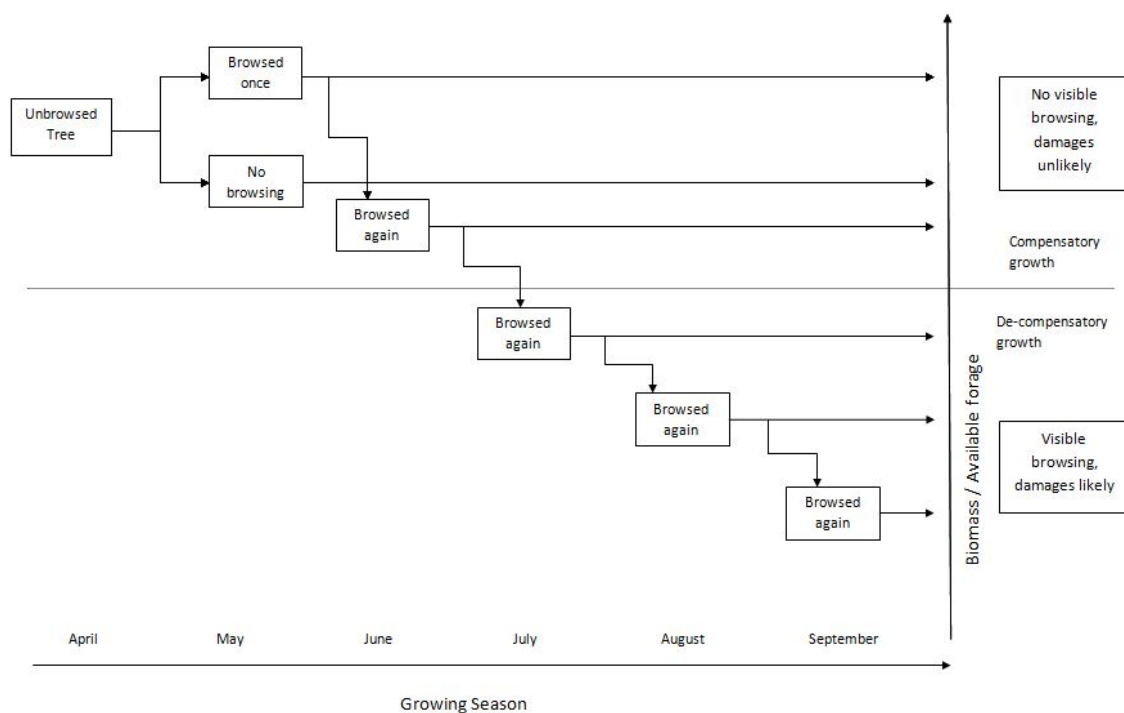 Browsed
once
Unbrowsed
Tree
No
browsing
Browsed
again
Browsed
again
Browsed
again
Browsed
again
No visible
browsing,
damages
unlikely
Compensatory
growth
De-compensatory
growth
Visible
browsing,
damages likely
Biomass / Available forage
April
May
June
July
August
September
Growing Season